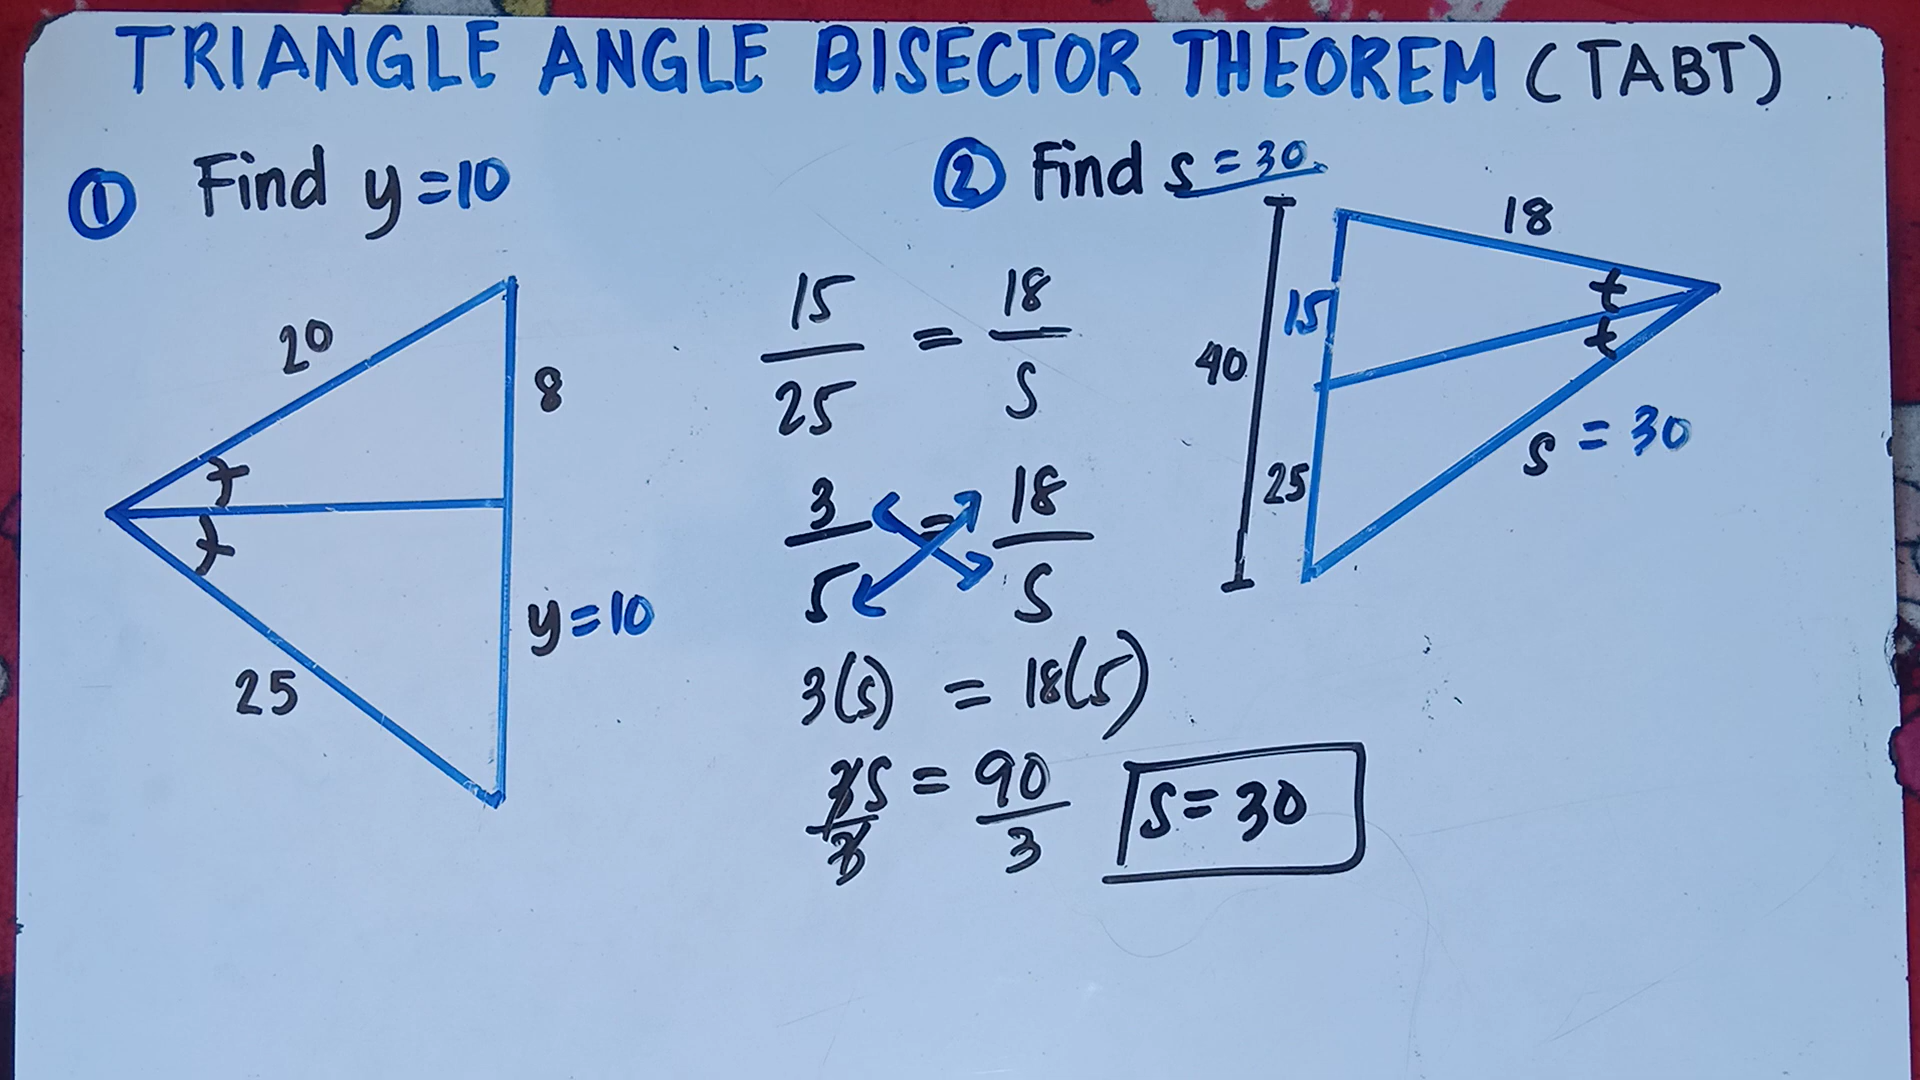 TRIANGLE ANGLE BISECTOR THEOREM (TABT)
① Find y=10
20
8
25
y=10
② Find s=30
18
15
40
25
t
t
s = 30
15/25 = 18/s
3/5 = 18/s
3(s) = 18(5)
3s/3 = 90/3
s=30